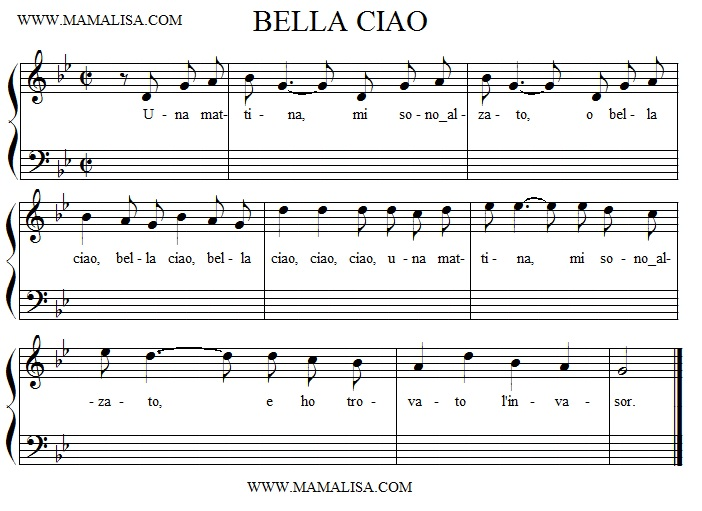 WWW.MAMALISA.COM
BELLA CIAO
U - na mat- ti - na, mi so - no_al- za - to, o bel - la
ciao, bel - la ciao, bel - la ciao, ciao, ciao, u - na mat- ti - na, mi so - no_al-
- za - to, e ho tro - va - to l'in - va - sor.
WWW.MAMALISA.COM